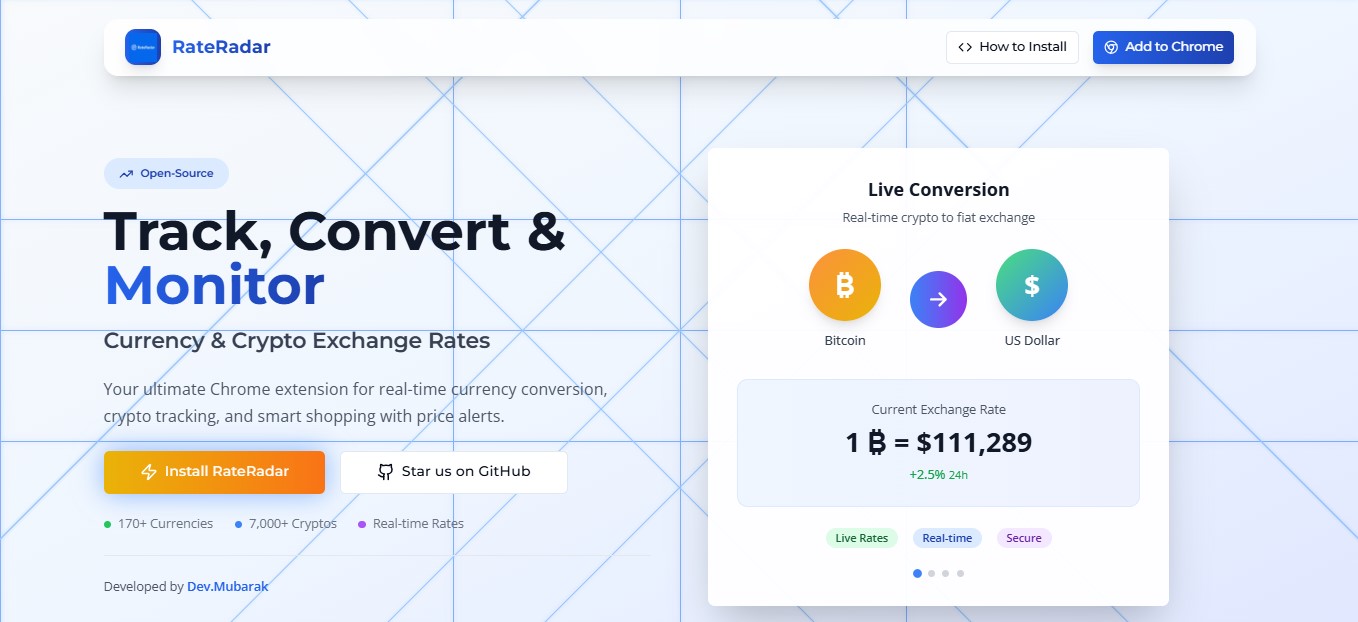 RateRadar
How to Install
Add to Chrome
Open-Source
Track, Convert &
Monitor
Currency & Crypto Exchange Rates
Your ultimate Chrome extension for real-time currency conversion,
crypto tracking, and smart shopping with price alerts.
Install RateRadar
Star us on GitHub
170+ Currencies
7,000+ Cryptos
Real-time Rates
Developed by Dev.Mubarak
Live Conversion
Real-time crypto to fiat exchange
₿
$
Bitcoin
US Dollar
Current Exchange Rate
1 ₿ = $111,289
+2.5% 24h
Live Rates
Real-time
Secure